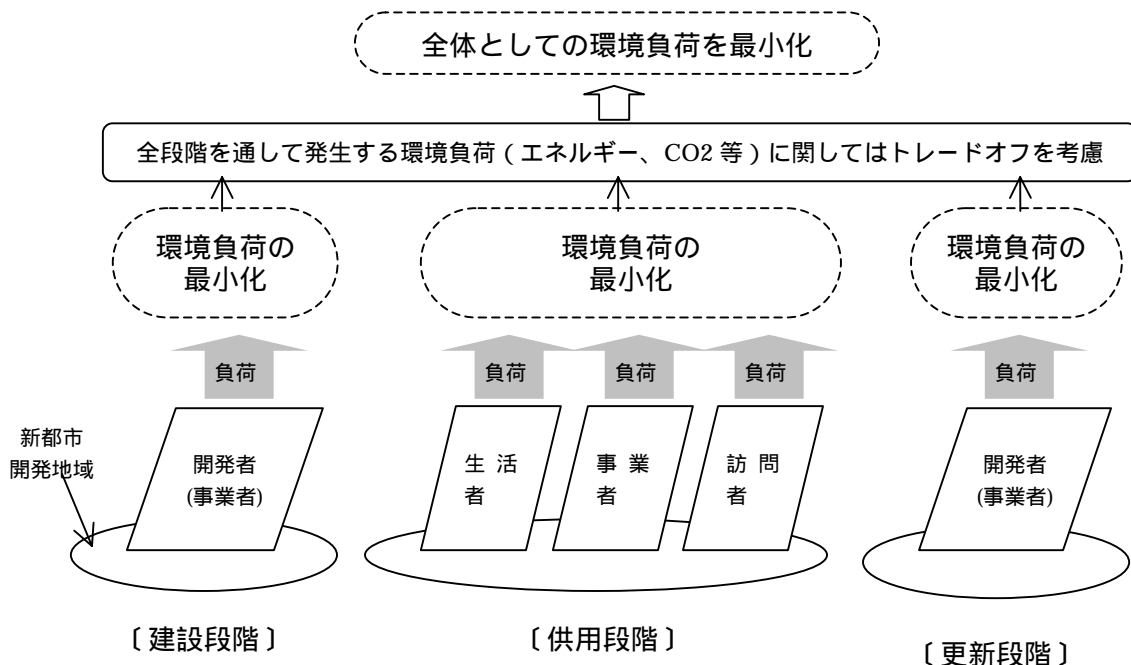 全体としての環境負荷を最小化
全段階を通して発生する環境負荷（エネルギー、CO2 等）に関してはトレードオフを考慮
環境負荷の
最小化
環境負荷の
最小化
環境負荷の
最小化
負荷
負荷
負荷
負荷
負荷
新都市
開発地域
開発者
(事業者)
生 活
者
事 業
者
訪 問
者
開発者
(事業者)
〔建設段階〕
〔供用段階〕
〔更新段階〕